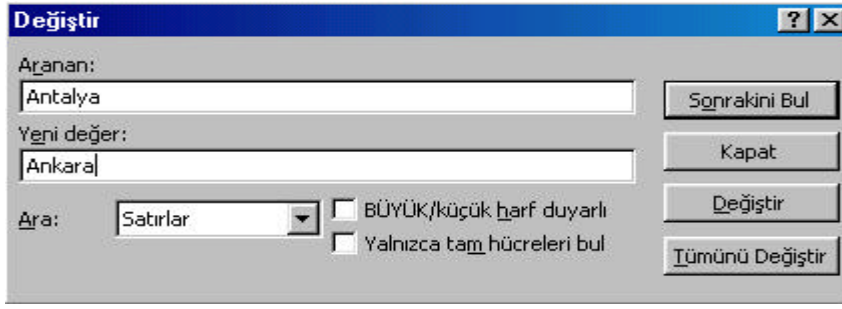 Değiştir
Aranan:
Antalya
Sonrakini Bul
Yeni değer:
Ankara
Kapat
Ara:
Satırlar
BÜYÜK/küçük harf duyarlı
Değiştir
Yalnızca tam hücreleri bul
Tümünü Değiştir